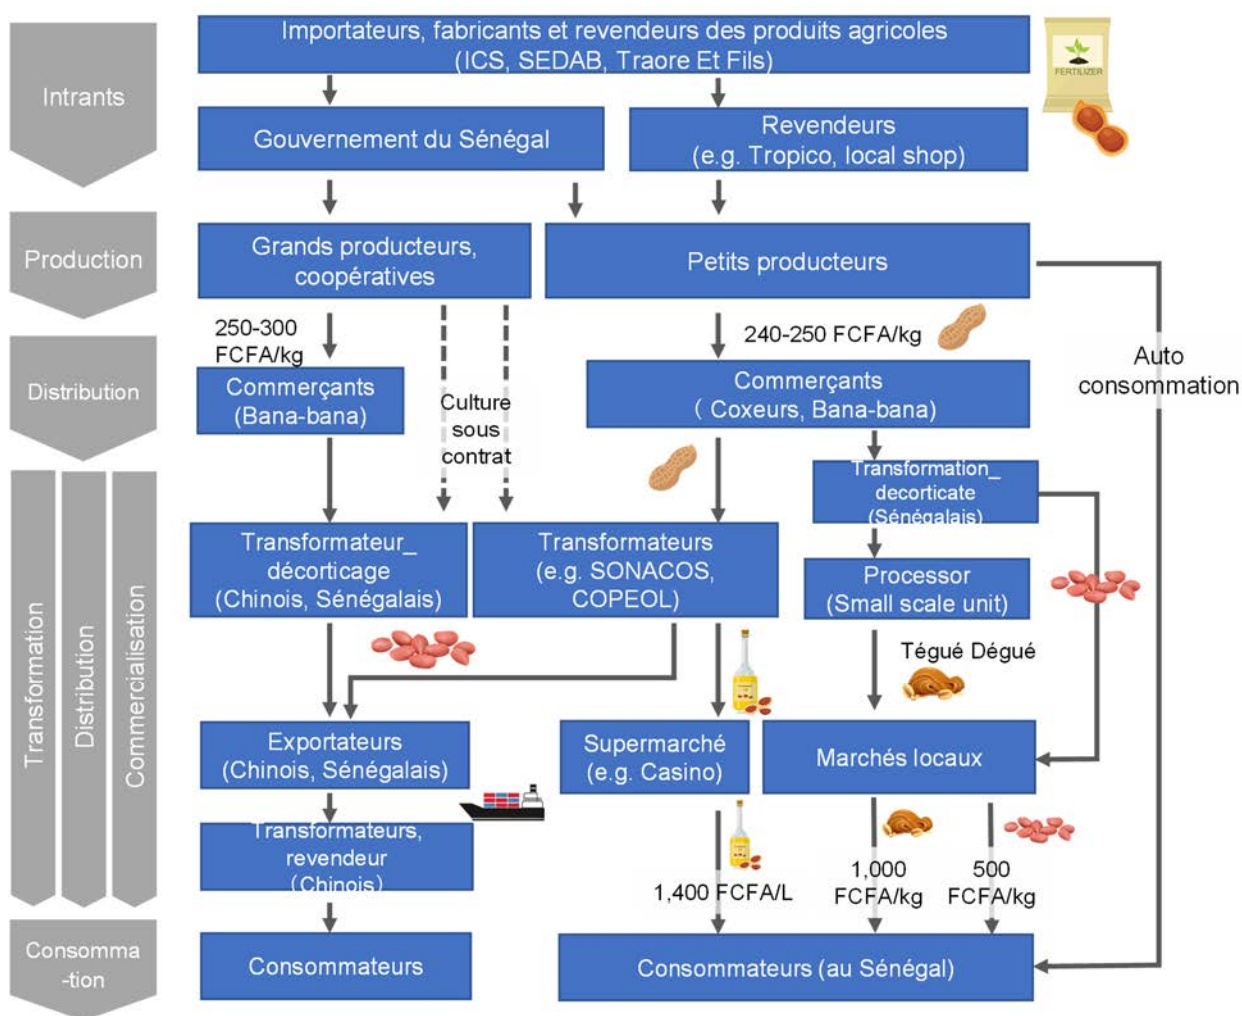 Importateurs, fabricants et revendeurs des produits agricoles
(ICS, SEDAB, Traore Et Fils)
FERTILIZER
Intrants
Gouvernement du Sénégal
Revendeurs
(e.g. Tropico, local shop)
Production
Grands producteurs,
coopératives
Petits producteurs
250-300
FCFA/kg
240-250 FCFA/kg
Auto
consommation
Distribution
Commerçants
(Bana-bana)
Culture
sous
contrat
Commerçants
( Coxeurs, Bana-bana)
Transformation_
decorticate
(Sénégalais)
Transformateur_
décorticage
(Chinois, Sénégalais)
Transformateurs
(e.g. SONACOS,
COPEOL)
Processor
(Small scale unit)
Tégué Dégué
Transformation
Distribution
Commercialisation
Exportateurs
(Chinois, Sénégalais)
Supermarché
(e.g. Casino)
Marchés locaux
Transformateurs,
revendeur
(Chinois)
1,400 FCFA/L
1,000
FCFA/kg
500
FCFA/kg
Consomma
-tion
Consommateurs
Consommateurs (au Sénégal)